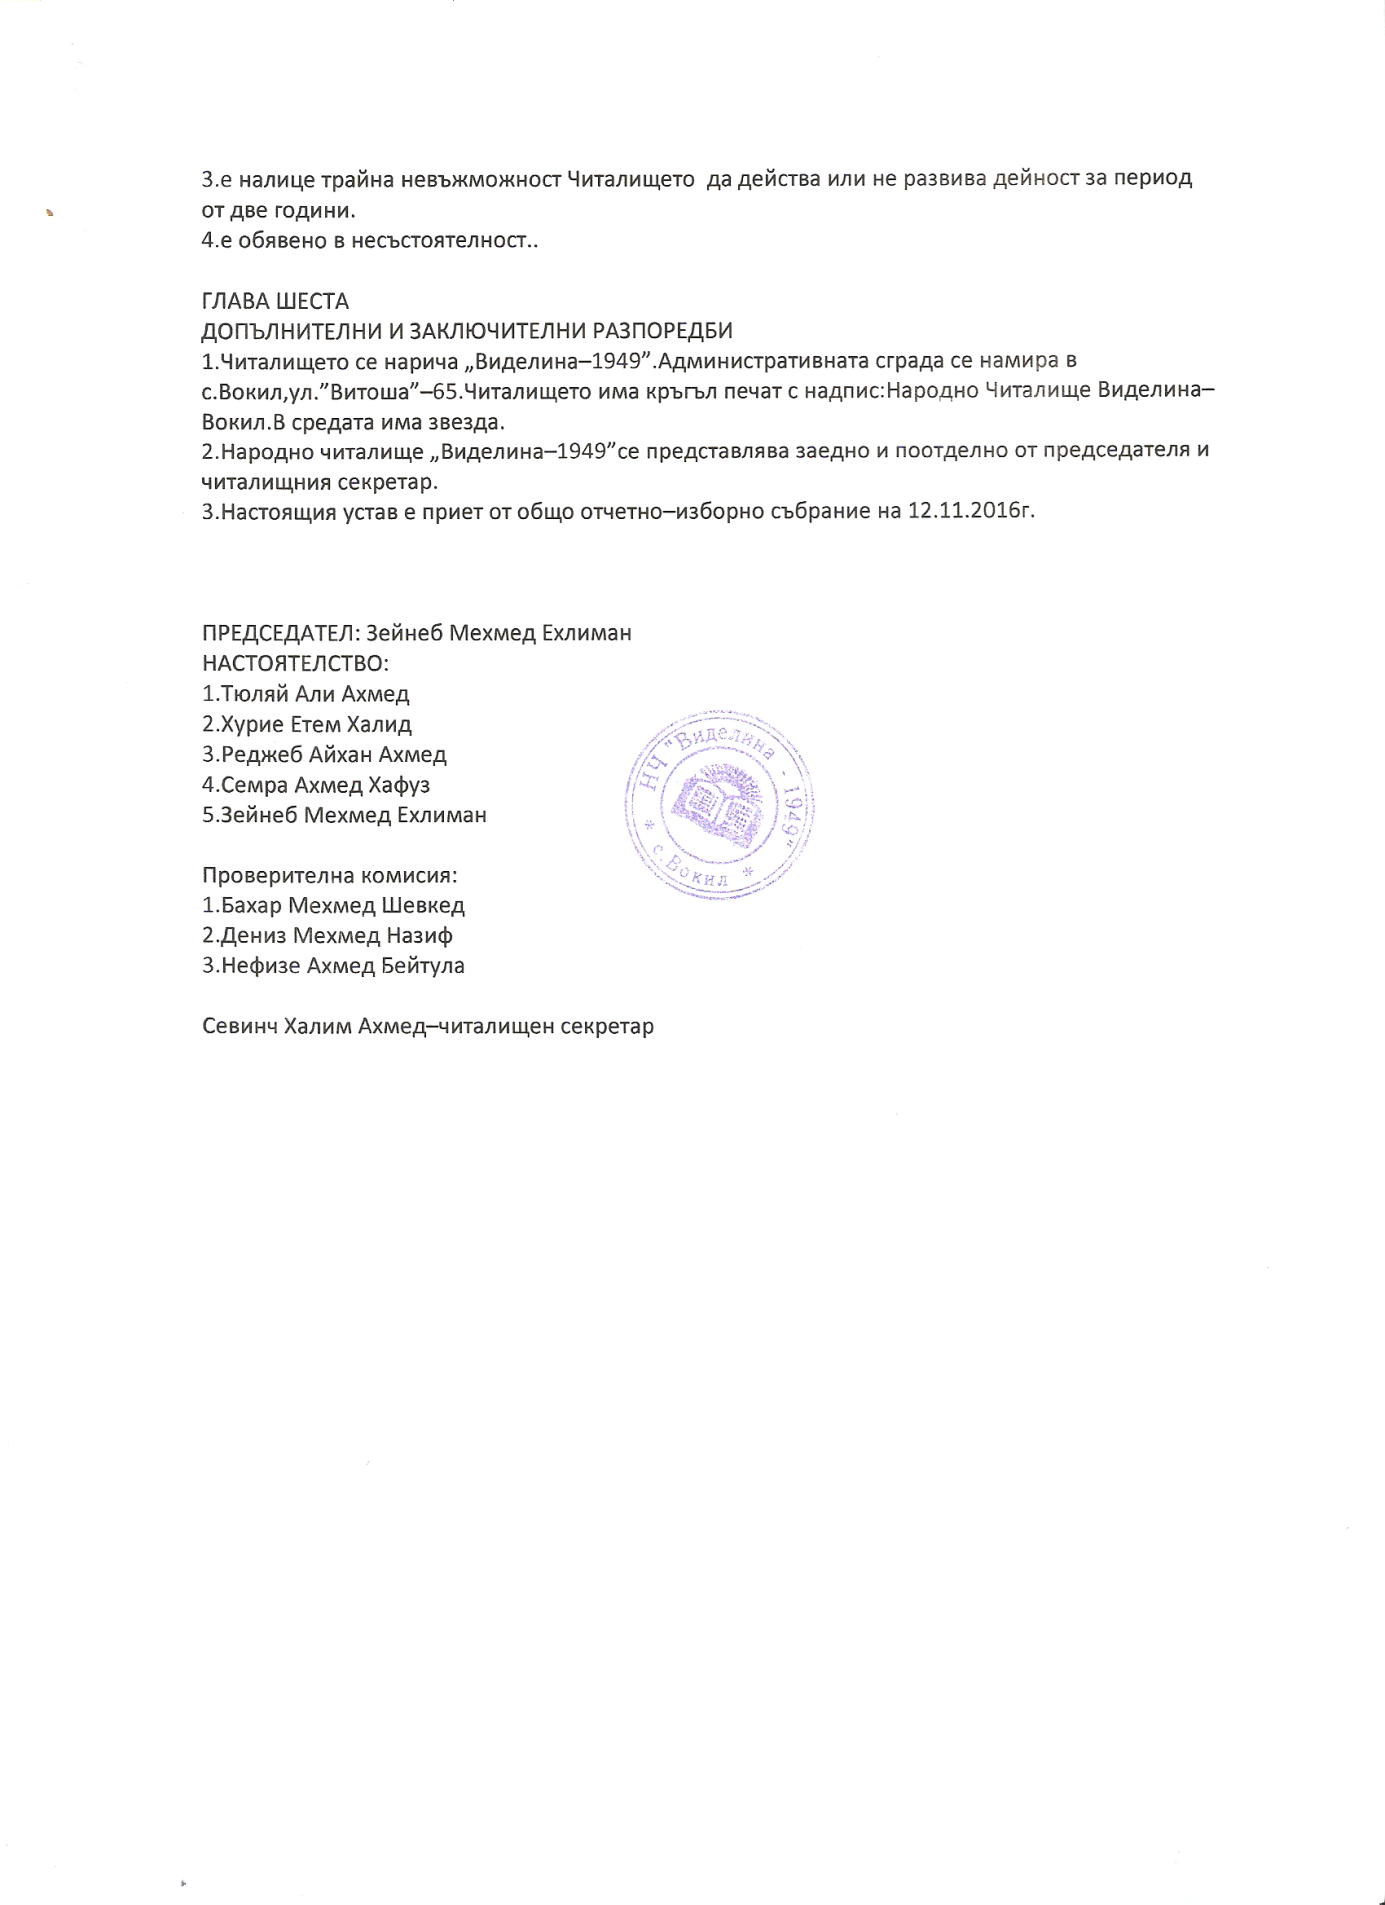 3.е налице трайна невъжможност Читалището  да действа или не развива дейност за период
от две години.
4.е обявено в несъстоятелност..
ГЛАВА ШЕСТА
ДОПЪЛНИТЕЛНИ И ЗАКЛЮЧИТЕЛНИ РАЗПОРЕДБИ
1.Читалището се нарича „Виделина–1949”.Административната сграда се намира в
с.Вокил,ул.”Витоша”–65.Читалището има кръгъл печат с надпис:Народно Читалище Виделина–
Вокил.В средата има звезда.
2.Народно читалище „Виделина–1949”се представлява заедно и поотделно от председателя и
читалищния секретар.
3.Настоящия устав е приет от общо отчетно–изборно събрание на 12.11.2016г.
ПРЕДСЕДАТЕЛ: Зейнеб Мехмед Ехлиман
НАСТОЯТЕЛСТВО:
1.Тюляй Али Ахмед
2.Хурие Етем Халид
3.Реджеб Айхан Ахмед
4.Семра Ахмед Хафуз
5.Зейнеб Мехмед Ехлиман
НЧ "Виделина - 1949"
* с.Вокил *
Проверителна комисия:
1.Бахар Мехмед Шевкед
2.Дениз Мехмед Назиф
3.Нефизе Ахмед Бейтула
Севинч Халим Ахмед–читалищен секретар